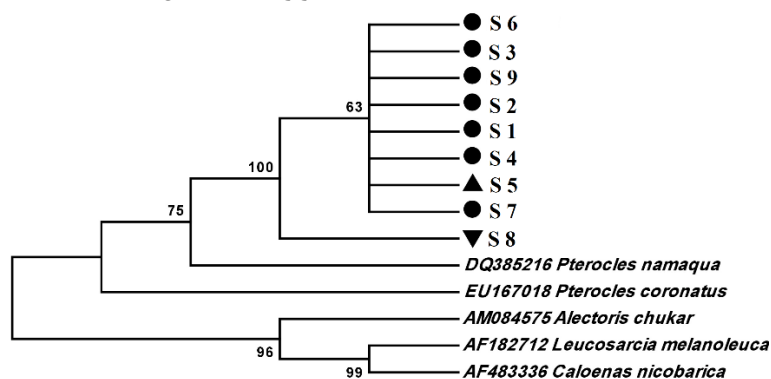 S 6
S 3
S 9
63
S 2
S 1
S 4
100
S 5
75
S 7
S 8
DQ385216 Pterocles namaqua
EU167018 Pterocles coronatus
AM084575 Alectoris chukar
96
AF182712 Leucosarcia melanoleuca
99
AF483336 Caloenas nicobarica